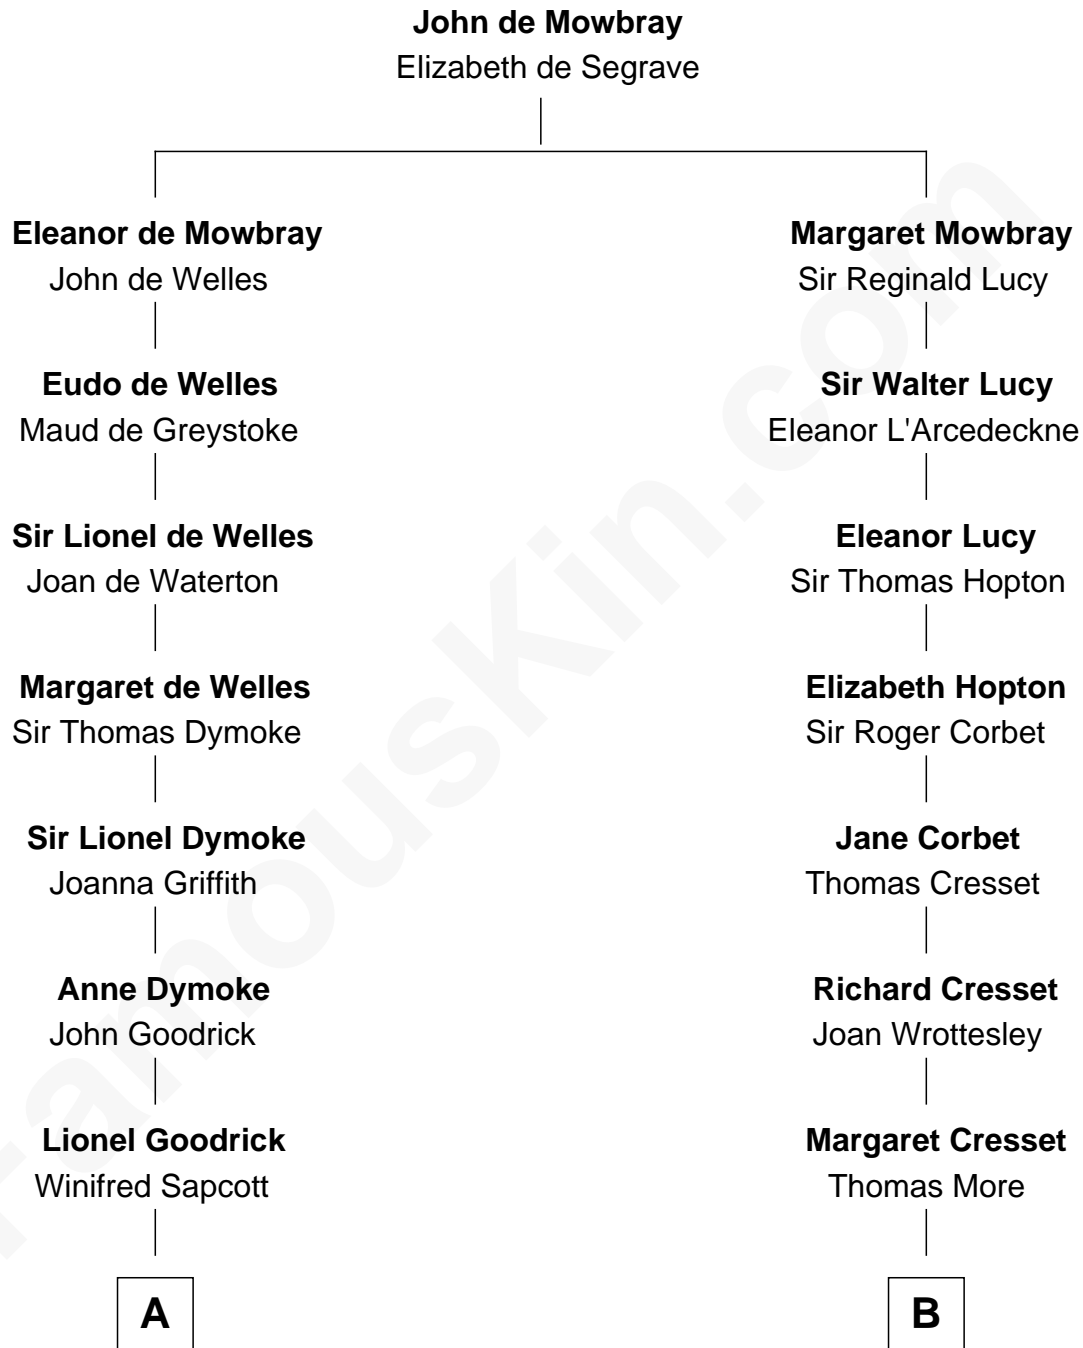 John de Mowbray
Elizabeth de Segrave
Eleanor de Mowbray
John de Welles
Margaret Mowbray
Sir Reginald Lucy
Eudo de Welles
Maud de Greystoke
Sir Walter Lucy
Eleanor L'Arcedeckne
Sir Lionel de Welles
Joan de Waterton
Eleanor Lucy
Sir Thomas Hopton
Margaret de Welles
Sir Thomas Dymoke
Elizabeth Hopton
Sir Roger Corbet
Sir Lionel Dymoke
Joanna Griffith
Jane Corbet
Thomas Cresset
Anne Dymoke
John Goodrick
Richard Cresset
Joan Wrottesley
Lionel Goodrick
Winifred Sapcott
Margaret Cresset
Thomas More
A
B
FamousKin.com